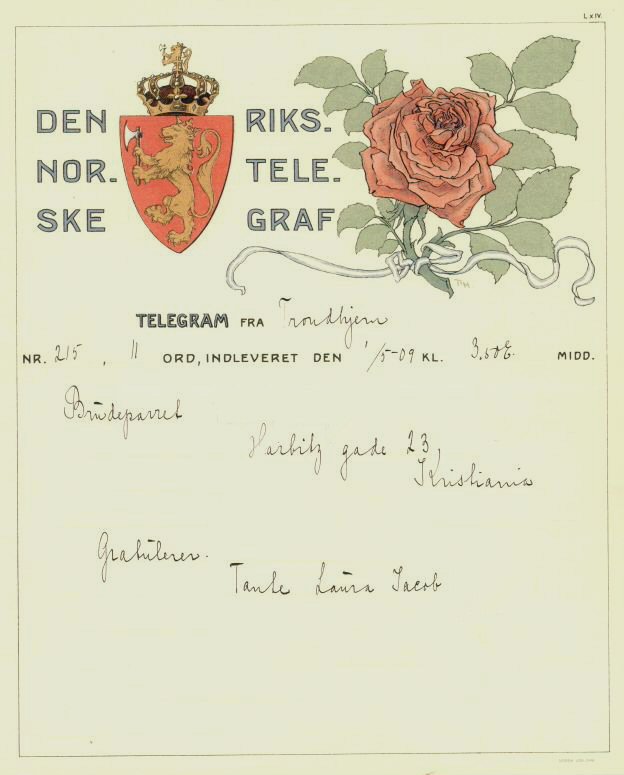 LXIV.
DEN RIKS.
NOR. TELE.
SKE GRAF
TELEGRAM FRA Trondhjem
NR. 215 , 11 ORD, INDLEVERET DEN 1/5-09 KL. 3.50E. MIDD.
Brudeparret
Harbitz gade 23,
Kristiania
Gratulerer.
Tante Laura Jacob